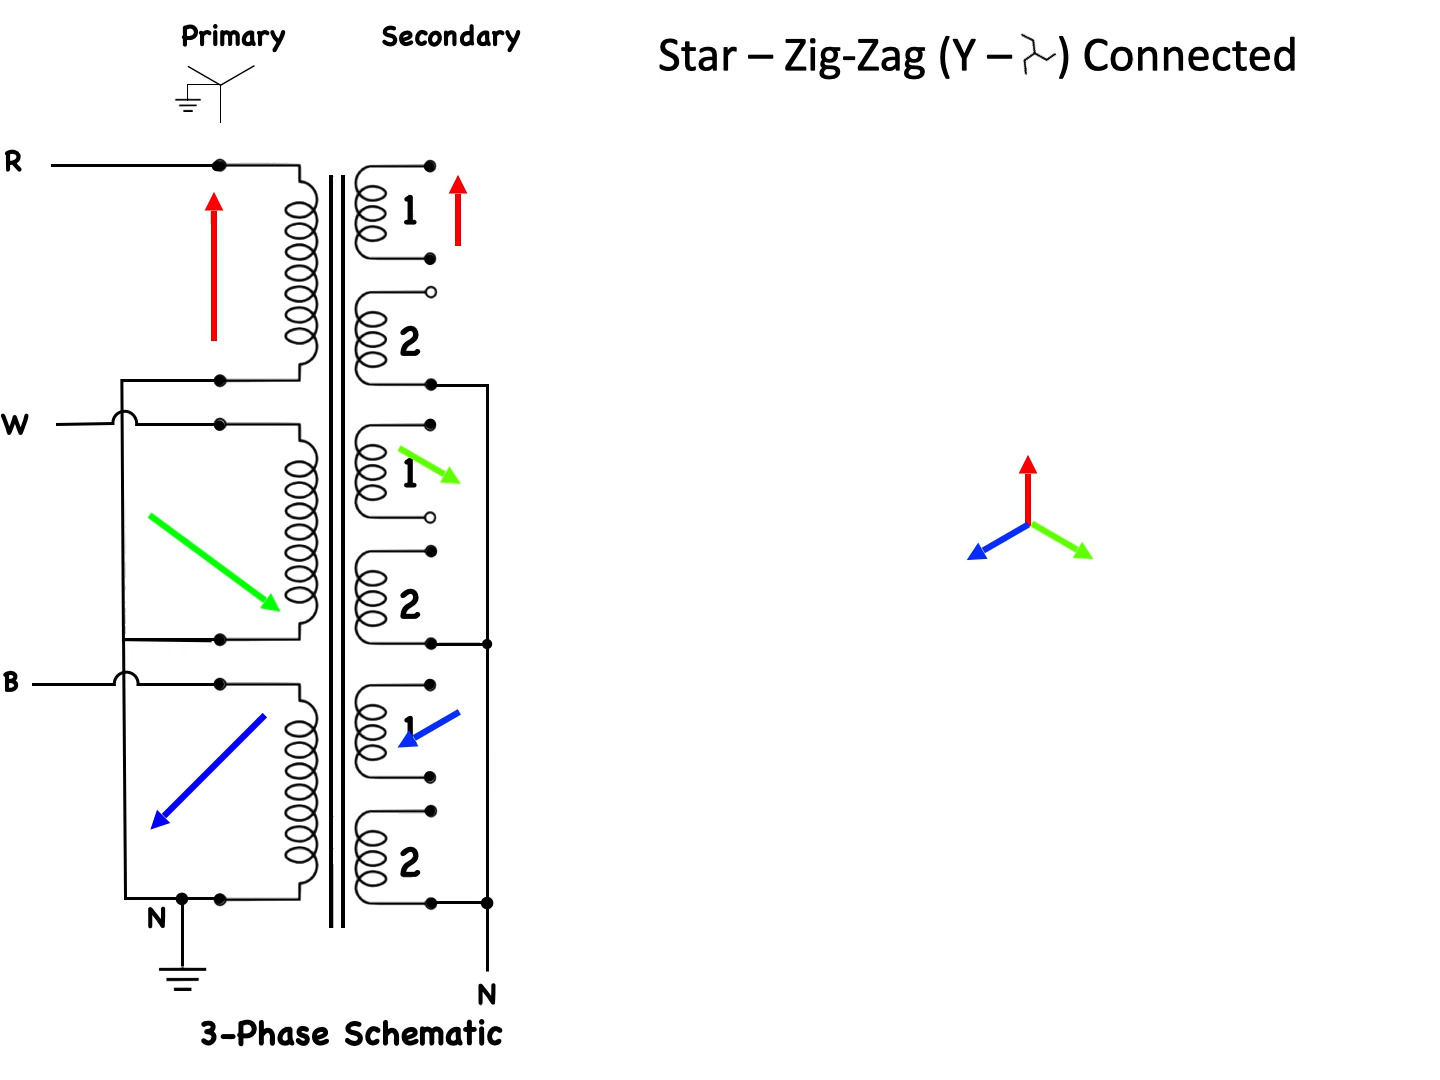 Primary
Secondary
Star – Zig-Zag (Y – ) Connected
R
1
2
W
1
2
B
1
2
N
N
3-Phase Schematic